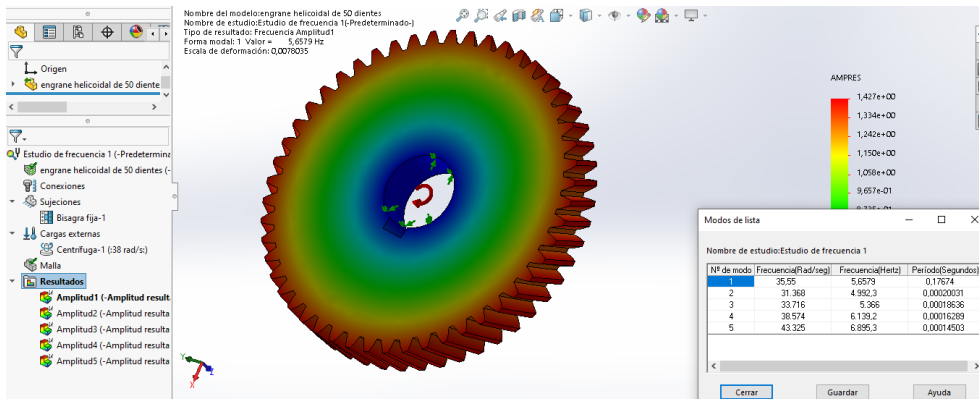 Nombre del modelo:engrane helicoidal de 50 dientes
Nombre de estudio:Estudio de frecuencia 1(-Predeterminado-)
Tipo de resultado: Frecuencia Amplitud1
Forma modal: 1 Valor = 5,6579 Hz
Escala de deformación: 0,0078035
Origen
engrane helicoidal de 50 diente
Estudio de frecuencia 1 (-Predetermina
engrane helicoidal de 50 dientes (-
Conexiones
Sujeciones
Bisagra fija-1
Cargas externas
Centrífuga-1 (:38 rad/s:)
Malla
Resultados
Amplitud1 (-Amplitud result
Amplitud2 (-Amplitud resulta
Amplitud3 (-Amplitud resulta
Amplitud4 (-Amplitud resulta
Amplitud5 (-Amplitud resulta
Y
X
Z
AMPRES
1,427e+00
1,334e+00
1,242e+00
1,150e+00
1,058e+00
9,657e-01
Modos de lista
Nombre de estudio:Estudio de frecuencia 1
Nº de modo Frecuencia(Rad/seg) Frecuencia(Hertz) Período(Segundos)
1 35,55 5,6579 0,17674
2 31.368 4.992,3 0,00020031
3 33.716 5.366 0,00018636
4 38.574 6.139,2 0,00016289
5 43.325 6.895,3 0,00014503
Cerrar Guardar Ayuda